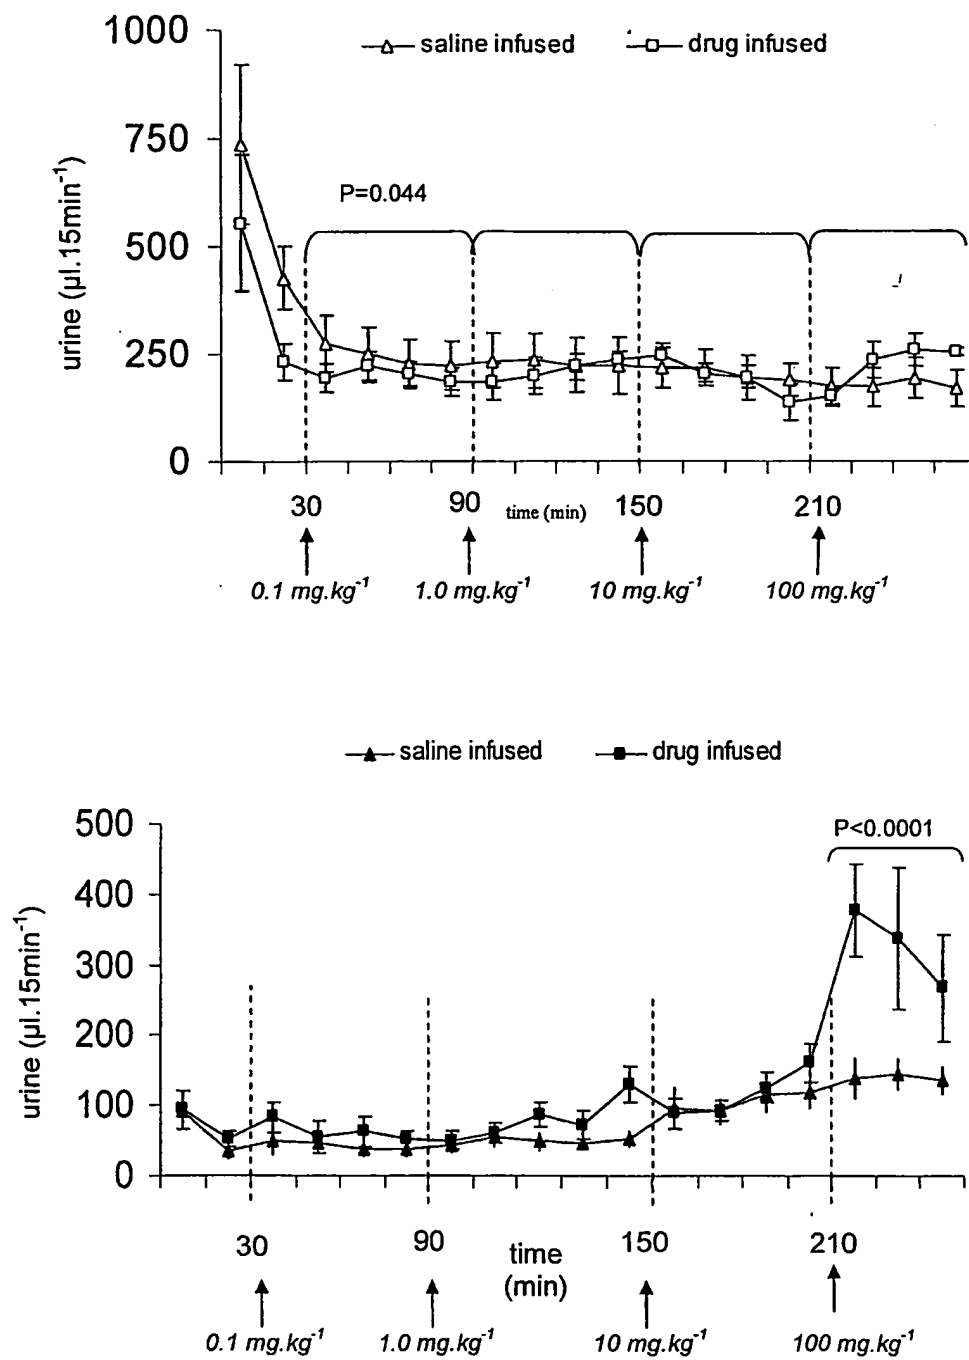 1000
saline infused drug infused
750
P=0.044
500
250
0
urine (µl.15min⁻¹)
30 90 time (min) 150 210
0.1 mg.kg⁻¹ 1.0 mg.kg⁻¹ 10 mg.kg⁻¹ 100 mg.kg⁻¹
saline infused drug infused
500
P<0.0001
400
300
200
100
0
urine (µl.15min⁻¹)
30 90 time 150 210
(min)
0.1 mg.kg⁻¹ 1.0 mg.kg⁻¹ 10 mg.kg⁻¹ 100 mg.kg⁻¹